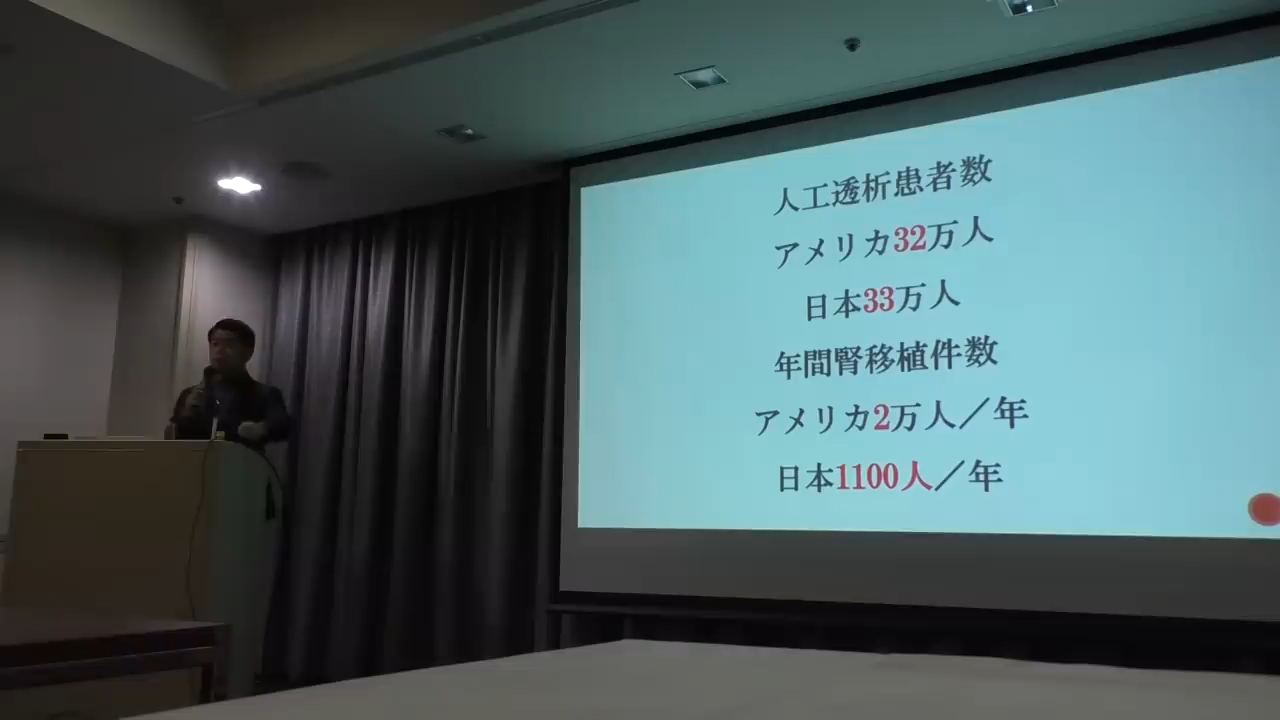 人工透析患者数
アメリカ32万人
日本33万人
年間腎移植件数
アメリカ2万人／年
日本1100人／年